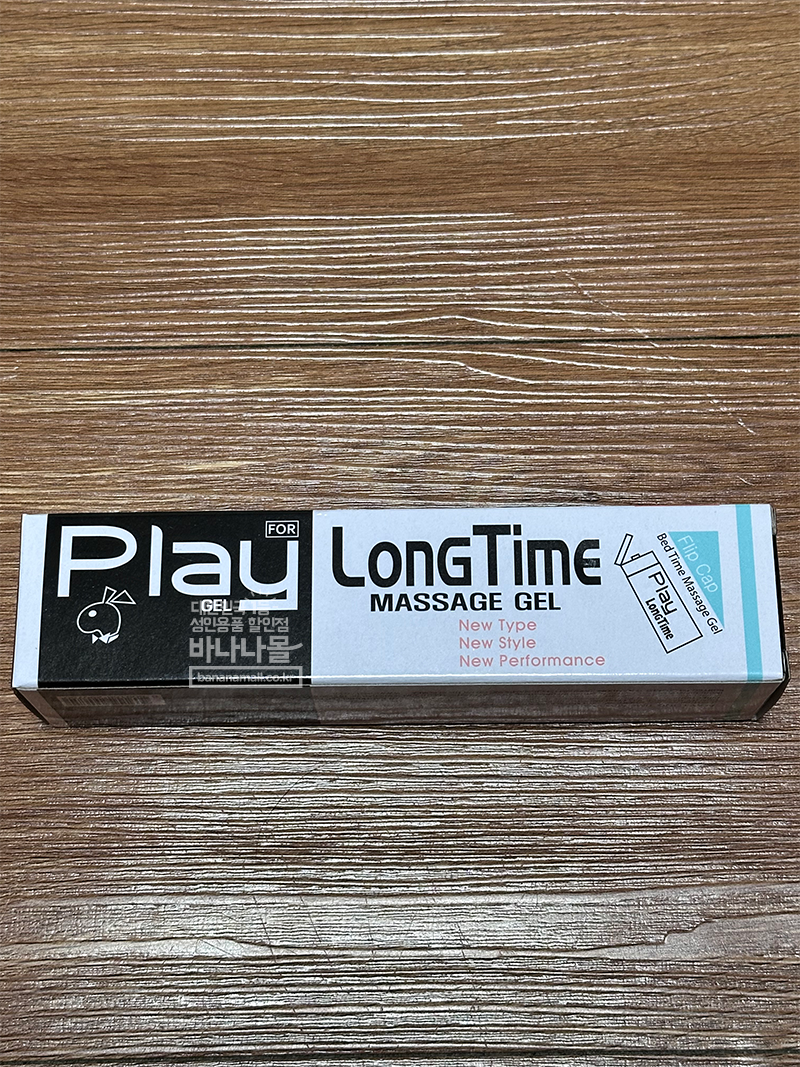 Play
FOR
GEL
LONGTIME
MASSAGE GEL
New Type
New Style
New Performance
Flip Cap
Bed Time Massage Gel
Play
LONGTIME
성인용품 할인점
바나나몰
bananamall.co.kr